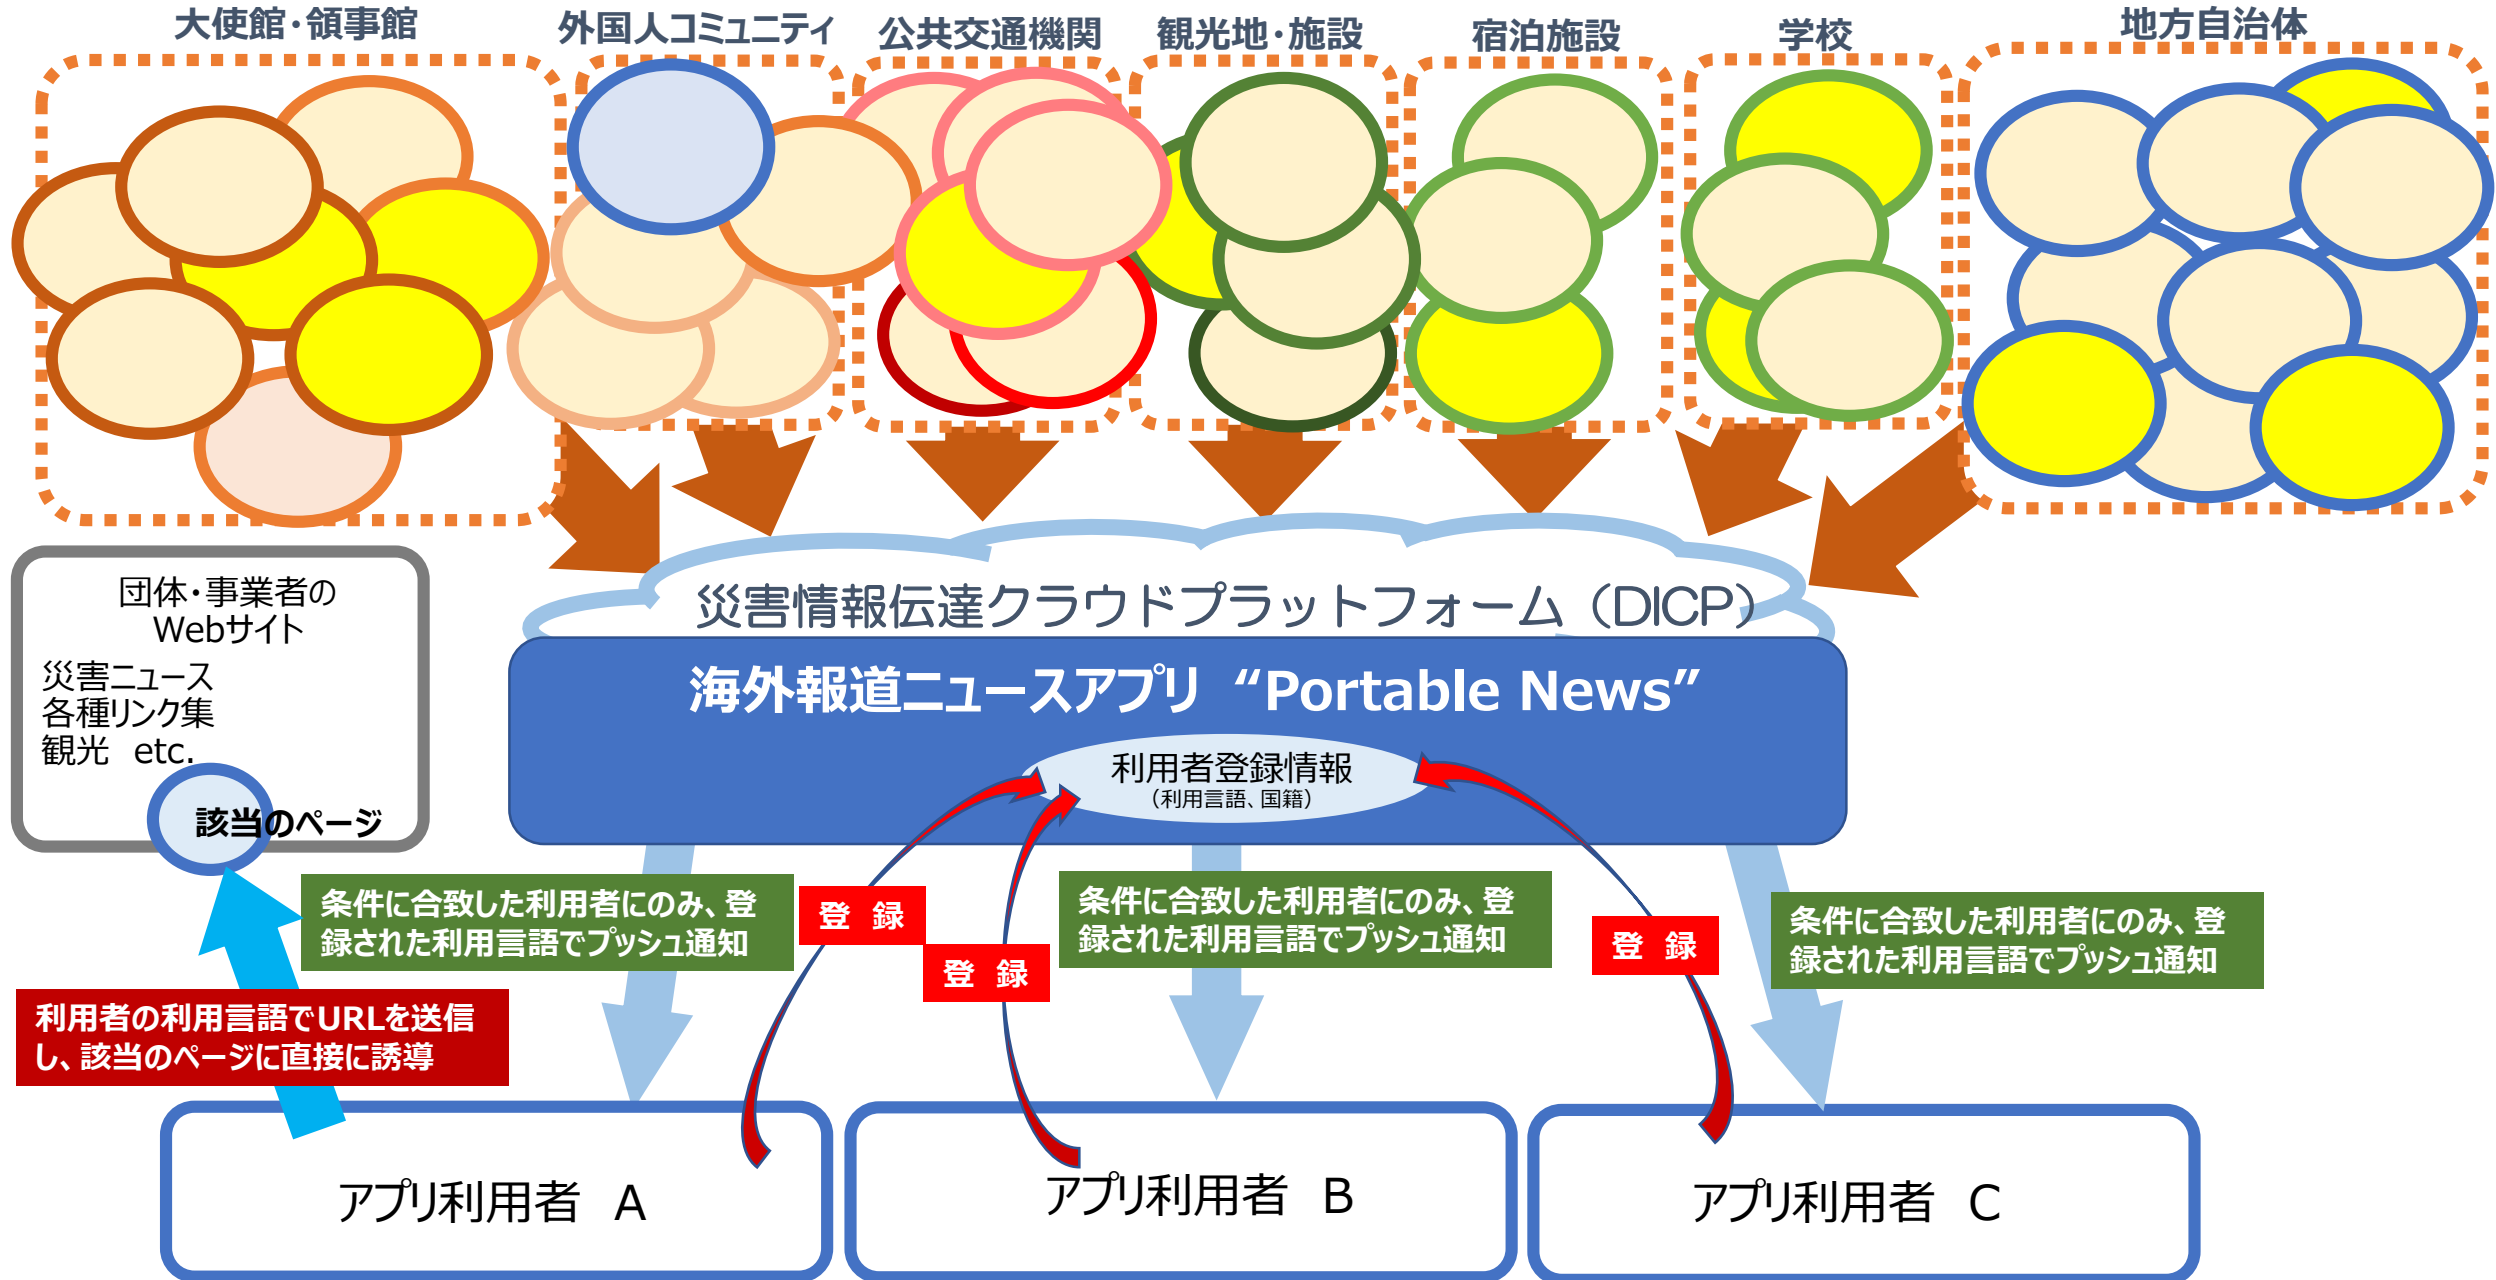 大使館・領事館
外国人コミュニティ
公共交通機関
観光地・施設
宿泊施設
学校
地方自治体
災害情報伝達クラウドプラットフォーム（DICP）
海外報道ニュースアプリ “Portable News”
利用者登録情報
（利用言語、国籍）
団体・事業者の
Webサイト
災害ニュース
各種リンク集
観光 etc.
該当のページ
条件に合致した利用者にのみ、登
録された利用言語でプッシュ通知
登 録
登 録
条件に合致した利用者にのみ、登
録された利用言語でプッシュ通知
登 録
条件に合致した利用者にのみ、登
録された利用言語でプッシュ通知
利用者の利用言語でURLを送信
し、該当のページに直接に誘導
アプリ利用者 A
アプリ利用者 B
アプリ利用者 C